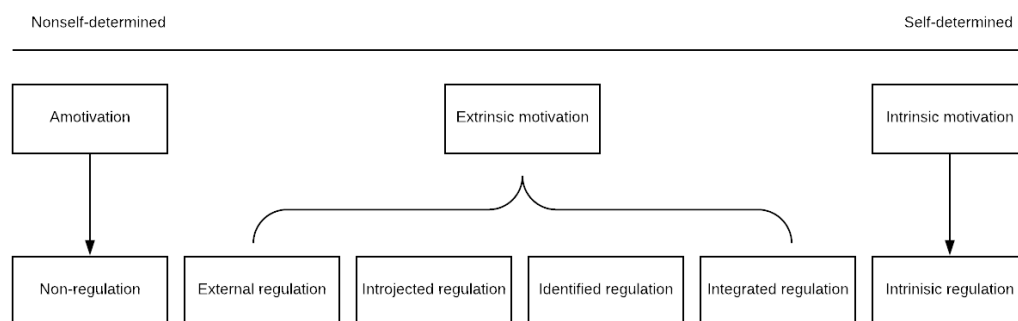 Nonself-determined
Self-determined
Amotivation
Extrinsic motivation
Intrinsic motivation
Non-regulation
External regulation
Introjected regulation
Identified regulation
Integrated regulation
Intrinisic regulation